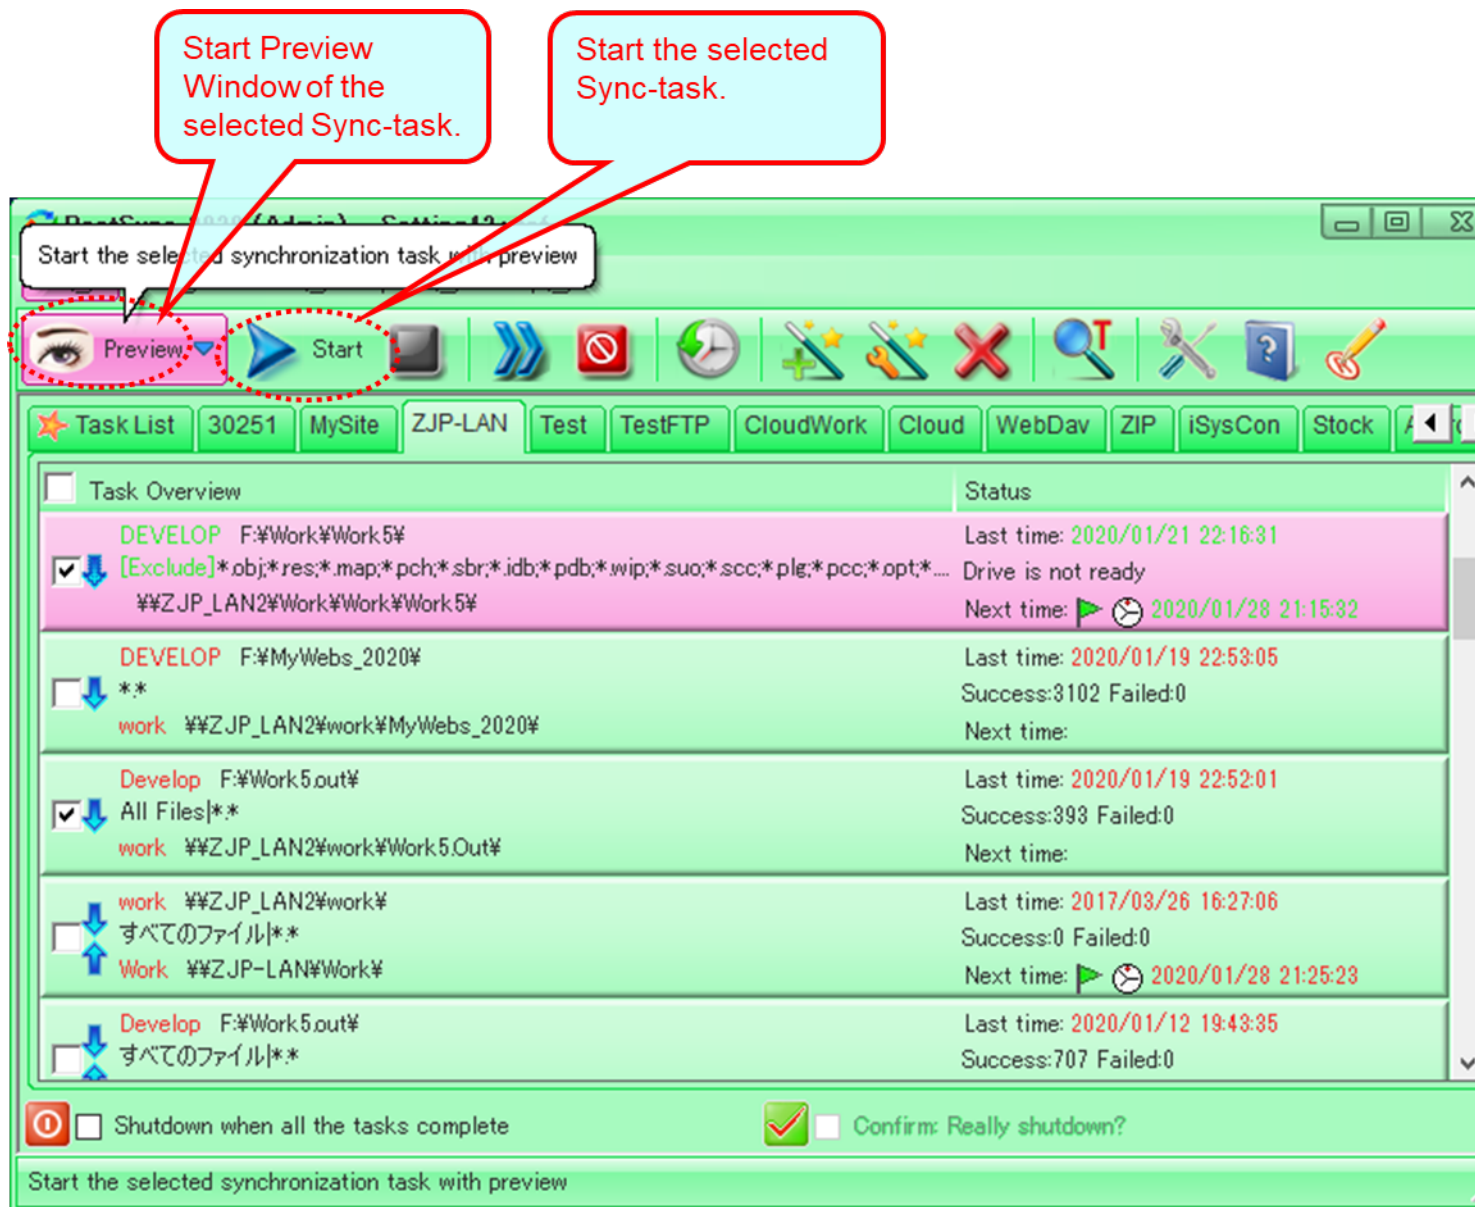 Start Preview
Window of the
selected Sync-task.
Start the selected
Sync-task.
Start the selected synchronization task with preview
Preview
Start
Task List
30251
MySite
ZJP-LAN
Test
TestFTP
CloudWork
Cloud
WebDav
ZIP
iSysCon
Stock
Task Overview
Status
DEVELOP F:¥Work¥Work5¥
Last time: 2020/01/21 22:16:31
[Exclude]*.obj;*.res;*.map;*.pch;*.sbr;*.idb;*.pdb;*.wip;*.suo;*.scc;*.plg;*.pcc;*.opt;*....
Drive is not ready
¥¥ZJP_LAN2¥Work¥Work¥Work5¥
Next time: 2020/01/28 21:15:32
DEVELOP F:¥MyWebs_2020¥
Last time: 2020/01/19 22:53:05
*.*
Success:3102 Failed:0
work ¥¥ZJP_LAN2¥work¥MyWebs_2020¥
Next time:
Develop F:¥Work5.out¥
Last time: 2020/01/19 22:52:01
All Files|*.*
Success:393 Failed:0
work ¥¥ZJP_LAN2¥work¥Work5.Out¥
Next time:
work ¥¥ZJP_LAN2¥work¥
Last time: 2017/03/26 16:27:06
すべてのファイル|*.*
Success:0 Failed:0
Work ¥¥ZJP-LAN¥Work¥
Next time: 2020/01/28 21:25:23
Develop F:¥Work5.out¥
Last time: 2020/01/12 19:43:35
すべてのファイル|*.*
Success:707 Failed:0
Shutdown when all the tasks complete
Confirm: Really shutdown?
Start the selected synchronization task with preview